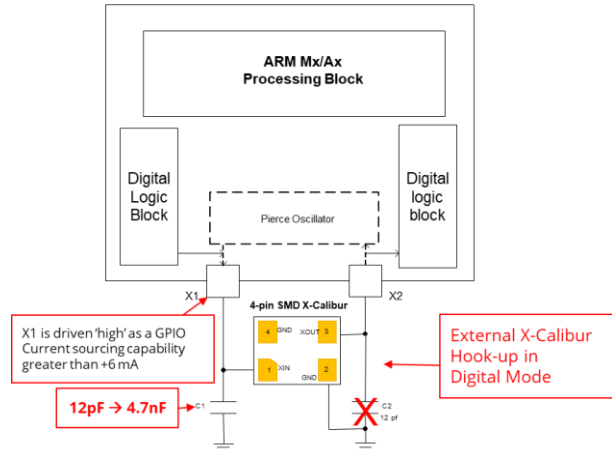 ARM Mx/Ax
Processing Block
Digital
Logic
Block
Digital
logic
block
Pierce Oscillator
X1
X2
4-pin SMD X-Calibur
4
GND
XOUT
3
1
XIN
GND
2
X1 is driven ‘high’ as a GPIO
Current sourcing capability
greater than +6 mA
External X-Calibur
Hook-up in
Digital Mode
12pF → 4.7nF
C1
C2
12 pf